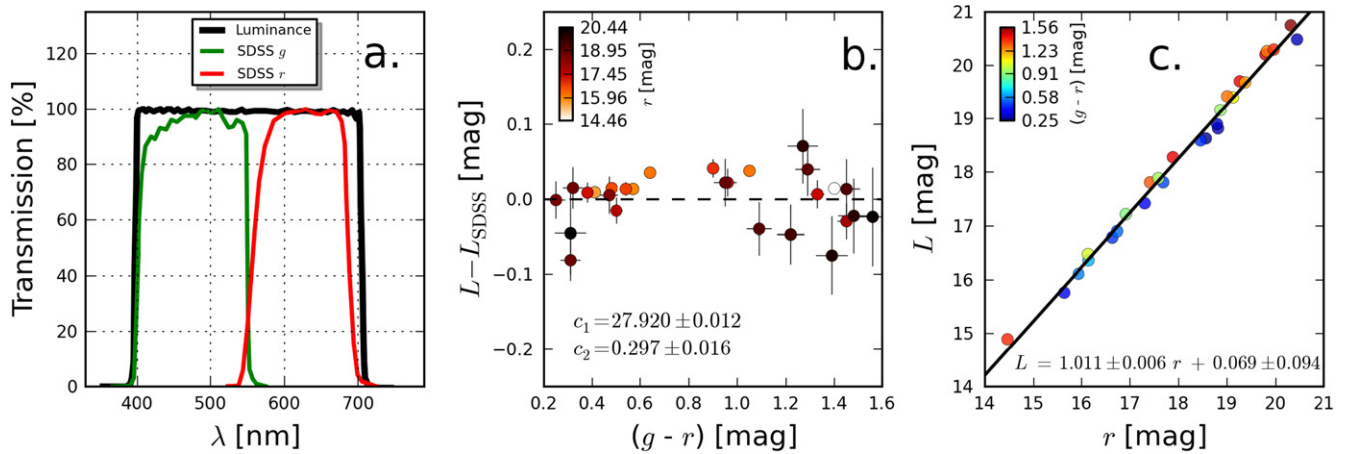 Luminance
SDSS g
SDSS r
a.
120
100
80
60
40
20
0
Transmission [%]
400 500 600 700
λ [nm]
20.44
18.95
17.45
15.96
14.46
r [mag]
b.
0.2
0.1
0.0
−0.1
−0.2
L−L_SDSS
c₁=27.920±0.012
c₂=0.297±0.016
0.2 0.4 0.6 0.8 1.0 1.2 1.4 1.6
(g - r) [mag]
1.56
1.23
0.91
0.58
0.25
(g - r) [mag]
c.
21
20
19
18
17
16
15
14
L [mag]
L = 1.011±0.006 r + 0.069±0.094
14 15 16 17 18 19 20 21
r [mag]